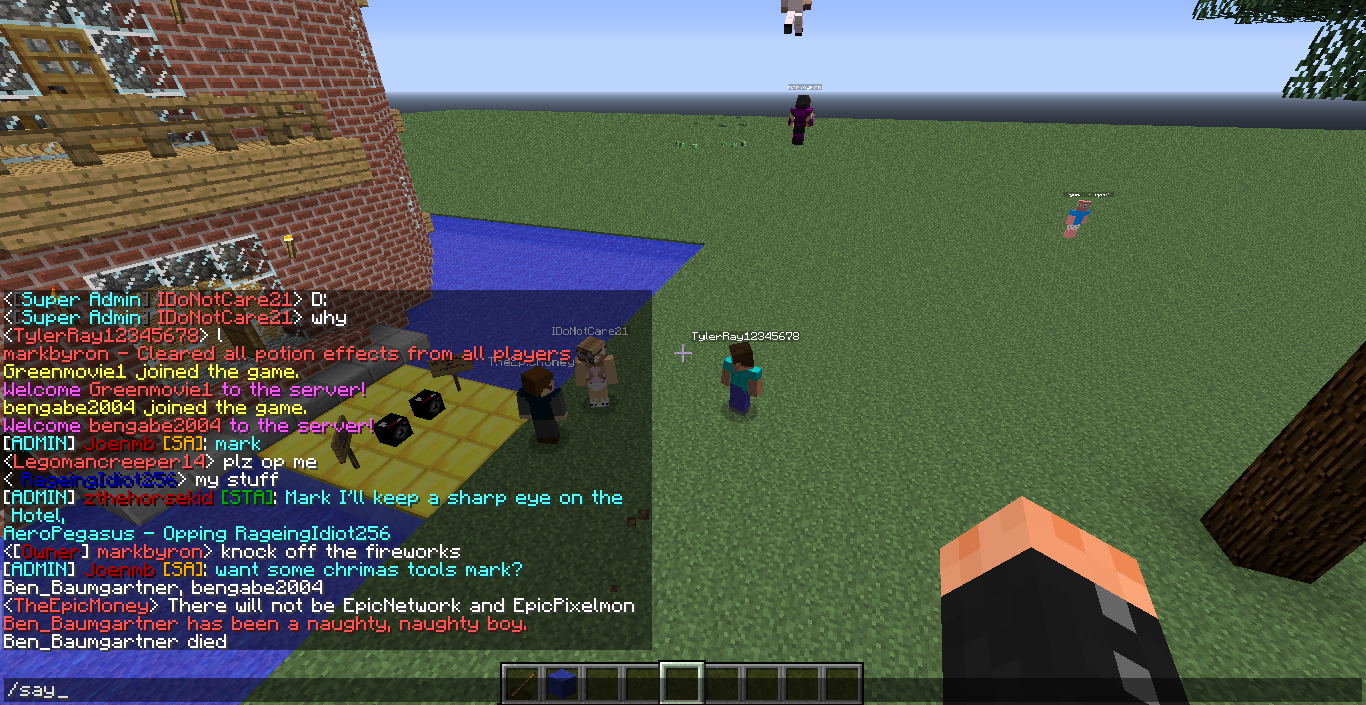 TylerRay12345678
<[Super Admin] IDoNotCare21> D:
<[Super Admin] IDoNotCare21> why
IDoNotCare21
<TylerRay12345678> l
markbyron - Cleared all potion effects from all players
TheEpicMoney
Greenmovie1 joined the game.
Welcome Greenmovie1 to the server!
bengabe2004 joined the game.
Welcome bengabe2004 to the server!
[ADMIN] Joenmb [SA]: mark
<Legomancreeper14> plz op me
< RageingIdiot256> my stuff
[ADMIN] zthehorsekid [STA]: Mark I'll keep a sharp eye on the
Hotel,
AeroPegasus - Opping RageingIdiot256
<[Owner] markbyron> knock off the fireworks
[ADMIN] Joenmb [SA]: want some chrimas tools mark?
Ben_Baumgartner, bengabe2004
<TheEpicMoney> There will not be EpicNetwork and EpicPixelmon
Ben_Baumgartner has been a naughty, naughty boy.
Ben_Baumgartner died
/say_